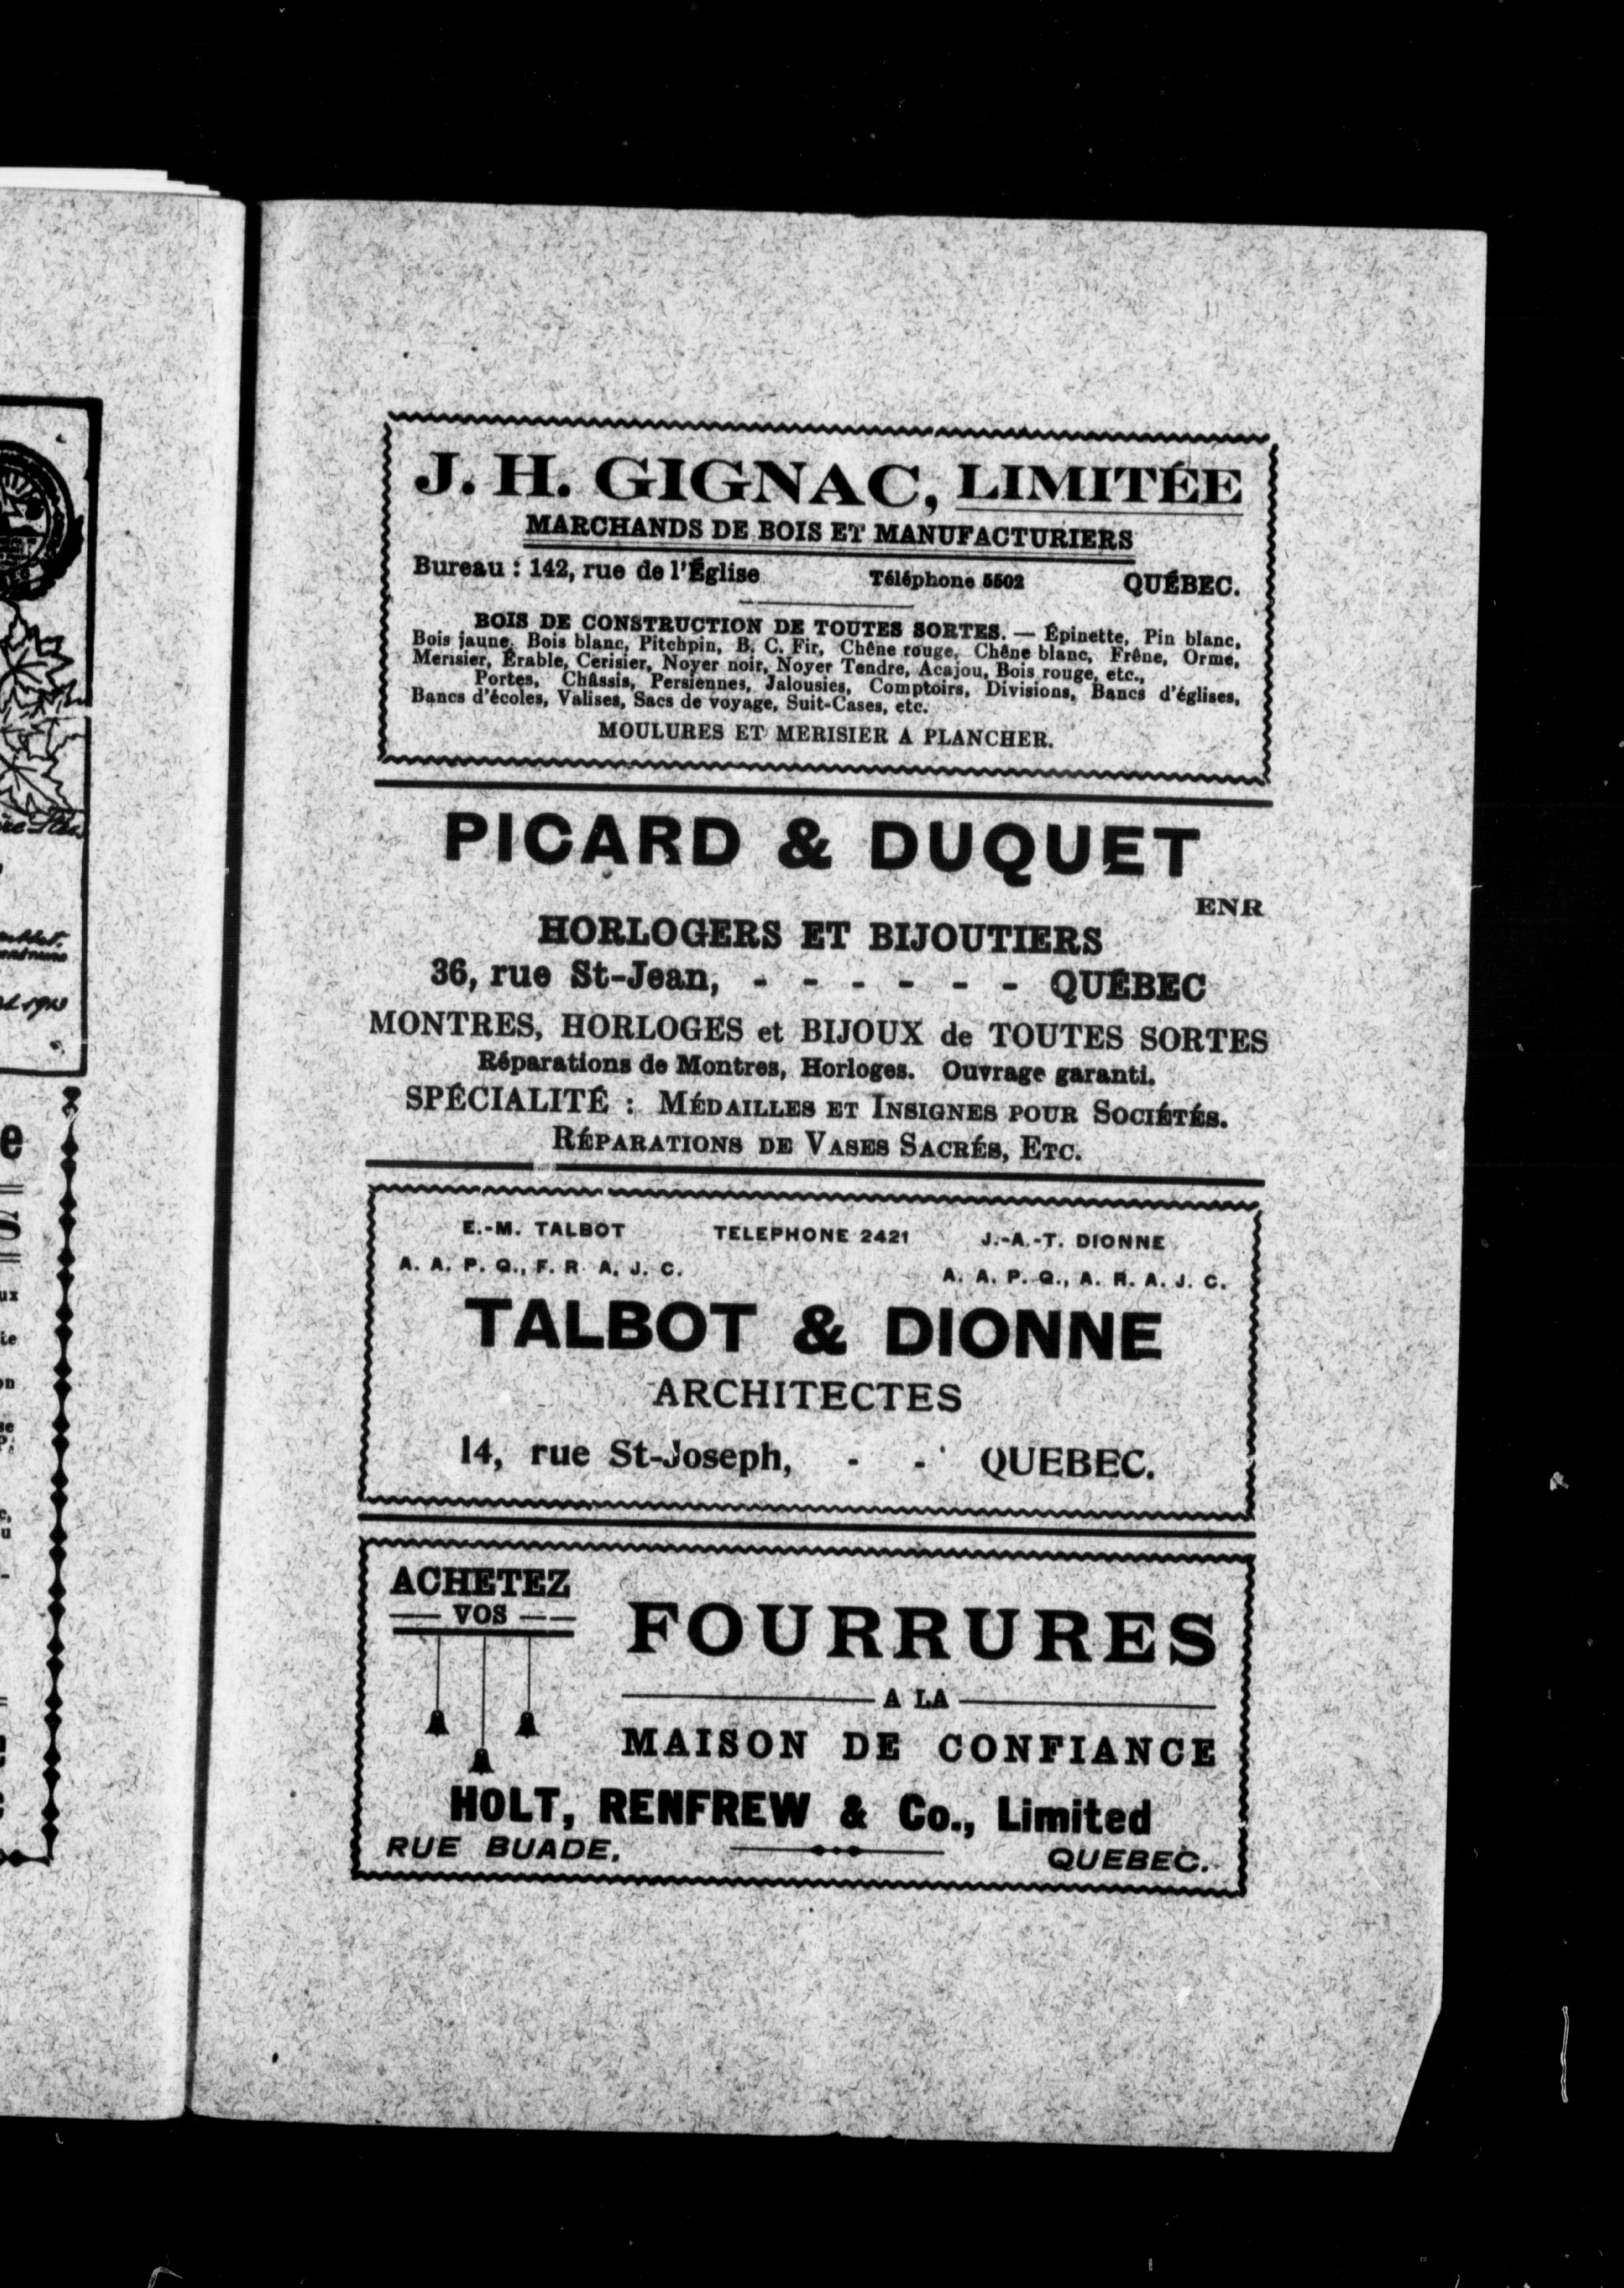 J. H. GIGNAC, LIMITÉE
MARCHANDS DE BOIS ET MANUFACTURIERS
Bureau : 142, rue de l'Église Téléphone 5502 QUÉBEC.
BOIS DE CONSTRUCTION DE TOUTES SORTES. — Épinette, Pin blanc,
Bois jaune, Bois blanc, Pitchpin, B. C. Fir, Chêne rouge, Chêne blanc, Frêne, Orme,
Merisier, Érable, Cerisier, Noyer noir, Noyer Tendre, Acajou, Bois rouge, etc.,
Portes, Châssis, Persiennes, Jalousies, Comptoirs, Divisions, Bancs d'églises,
Bancs d'écoles, Valises, Sacs de voyage, Suit-Cases, etc.
MOULURES ET MERISIER A PLANCHER.
PICARD & DUQUET
ENR
HORLOGERS ET BIJOUTIERS
36, rue St-Jean, - - - - - - QUÉBEC
MONTRES, HORLOGES et BIJOUX de TOUTES SORTES
Réparations de Montres, Horloges. Ouvrage garanti.
SPÉCIALITÉ : MÉDAILLES ET INSIGNES POUR SOCIÉTÉS.
RÉPARATIONS DE VASES SACRÉS, ETC.
E.-M. TALBOT TELEPHONE 2421 J.-A.-T. DIONNE
A. A. P. Q., F. R. A. J. C. A. A. P. Q., A. R. A. J. C.
TALBOT & DIONNE
ARCHITECTES
14, rue St-Joseph, - - QUEBEC.
ACHETEZ
VOS
FOURRURES
A LA
MAISON DE CONFIANCE
HOLT, RENFREW & Co., Limited
RUE BUADE, QUEBEC.